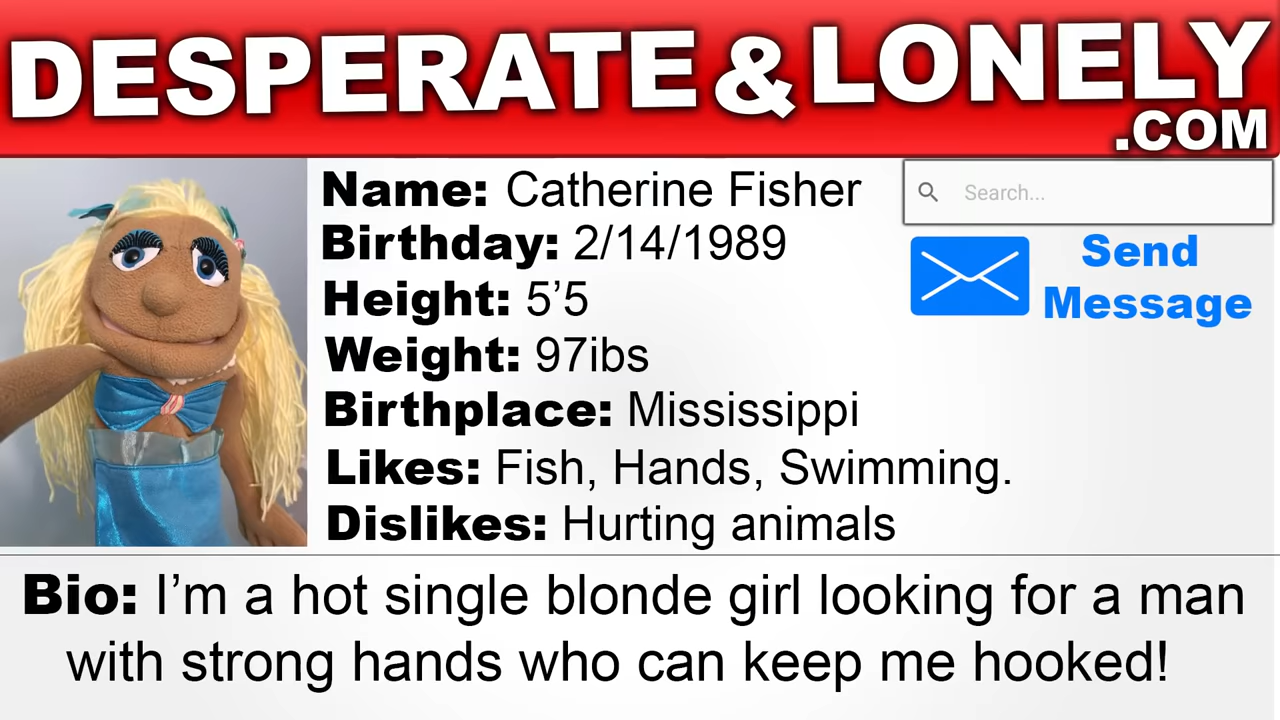 DESPERATE & LONELY
.COM
Name: Catherine Fisher
Search...
Birthday: 2/14/1989
Send
Message
Height: 5’5
Weight: 97ibs
Birthplace: Mississippi
Likes: Fish, Hands, Swimming.
Dislikes: Hurting animals
Bio: I’m a hot single blonde girl looking for a man
with strong hands who can keep me hooked!